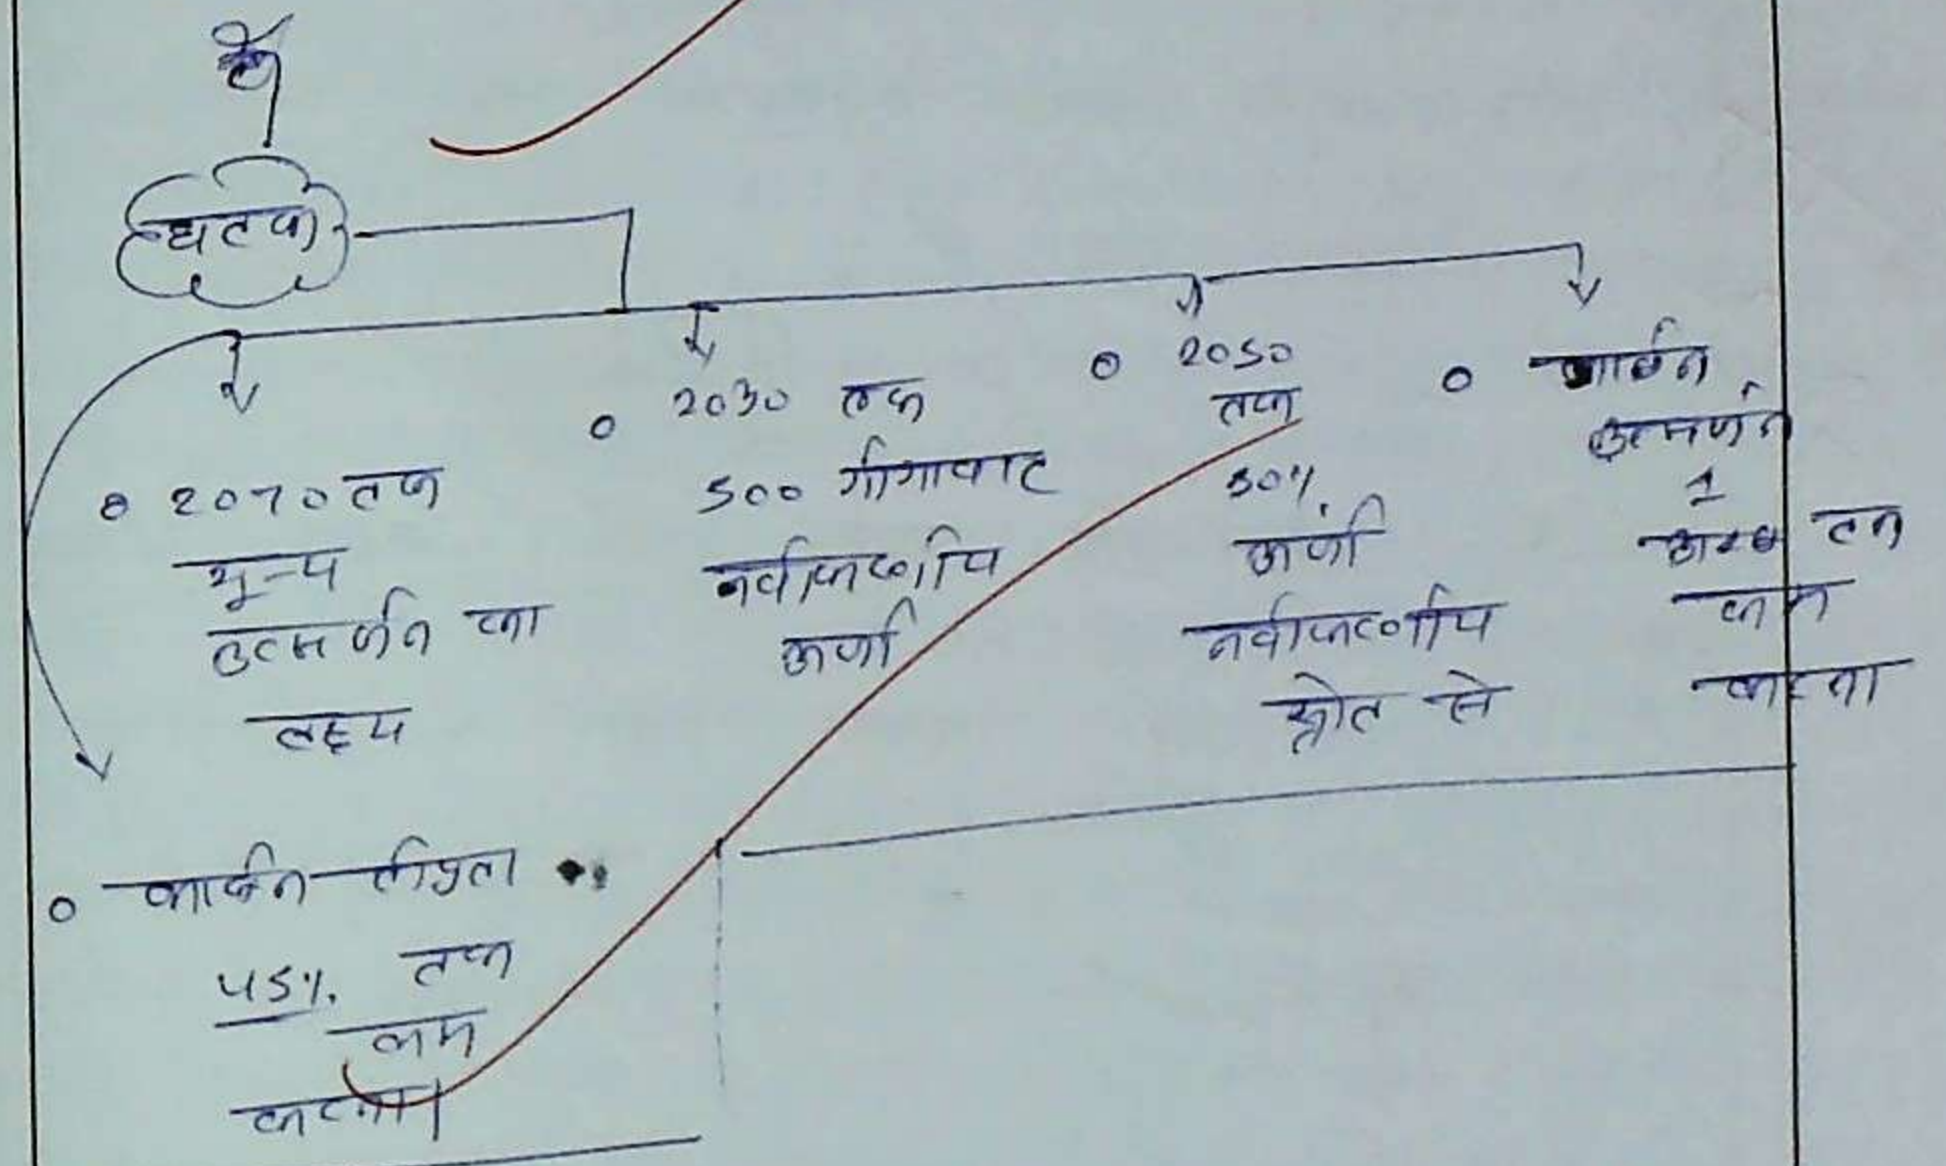 घटक
2070 तक
शून्य
उत्सर्जन का
लक्ष्य
2030 तक
500 गीगावाट
नवीकरणीय
ऊर्जा
2050
तक
50%
ऊर्जा
नवीकरणीय
स्रोत से
कार्बन
उत्सर्जन
1
अरब टन
कम
करना
कार्बन तीव्रता
45% तक
कम
करना।